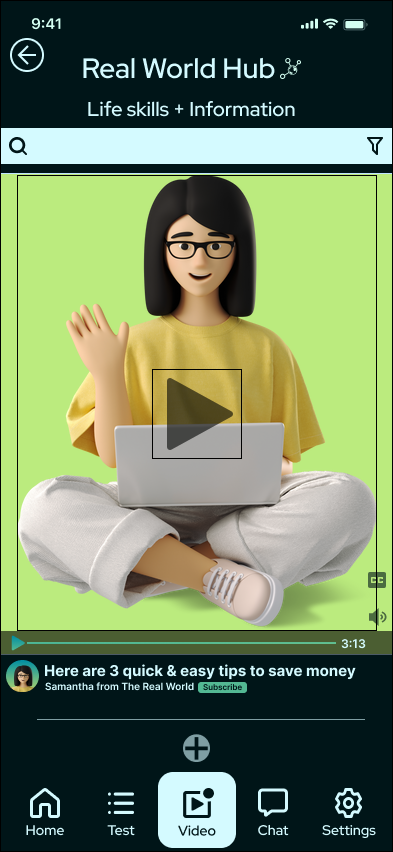 9:41
Real World Hub
Life skills + Information
CC
3:13
Here are 3 quick & easy tips to save money
Samantha from The Real World Subscribe
Home Test Video Chat Settings